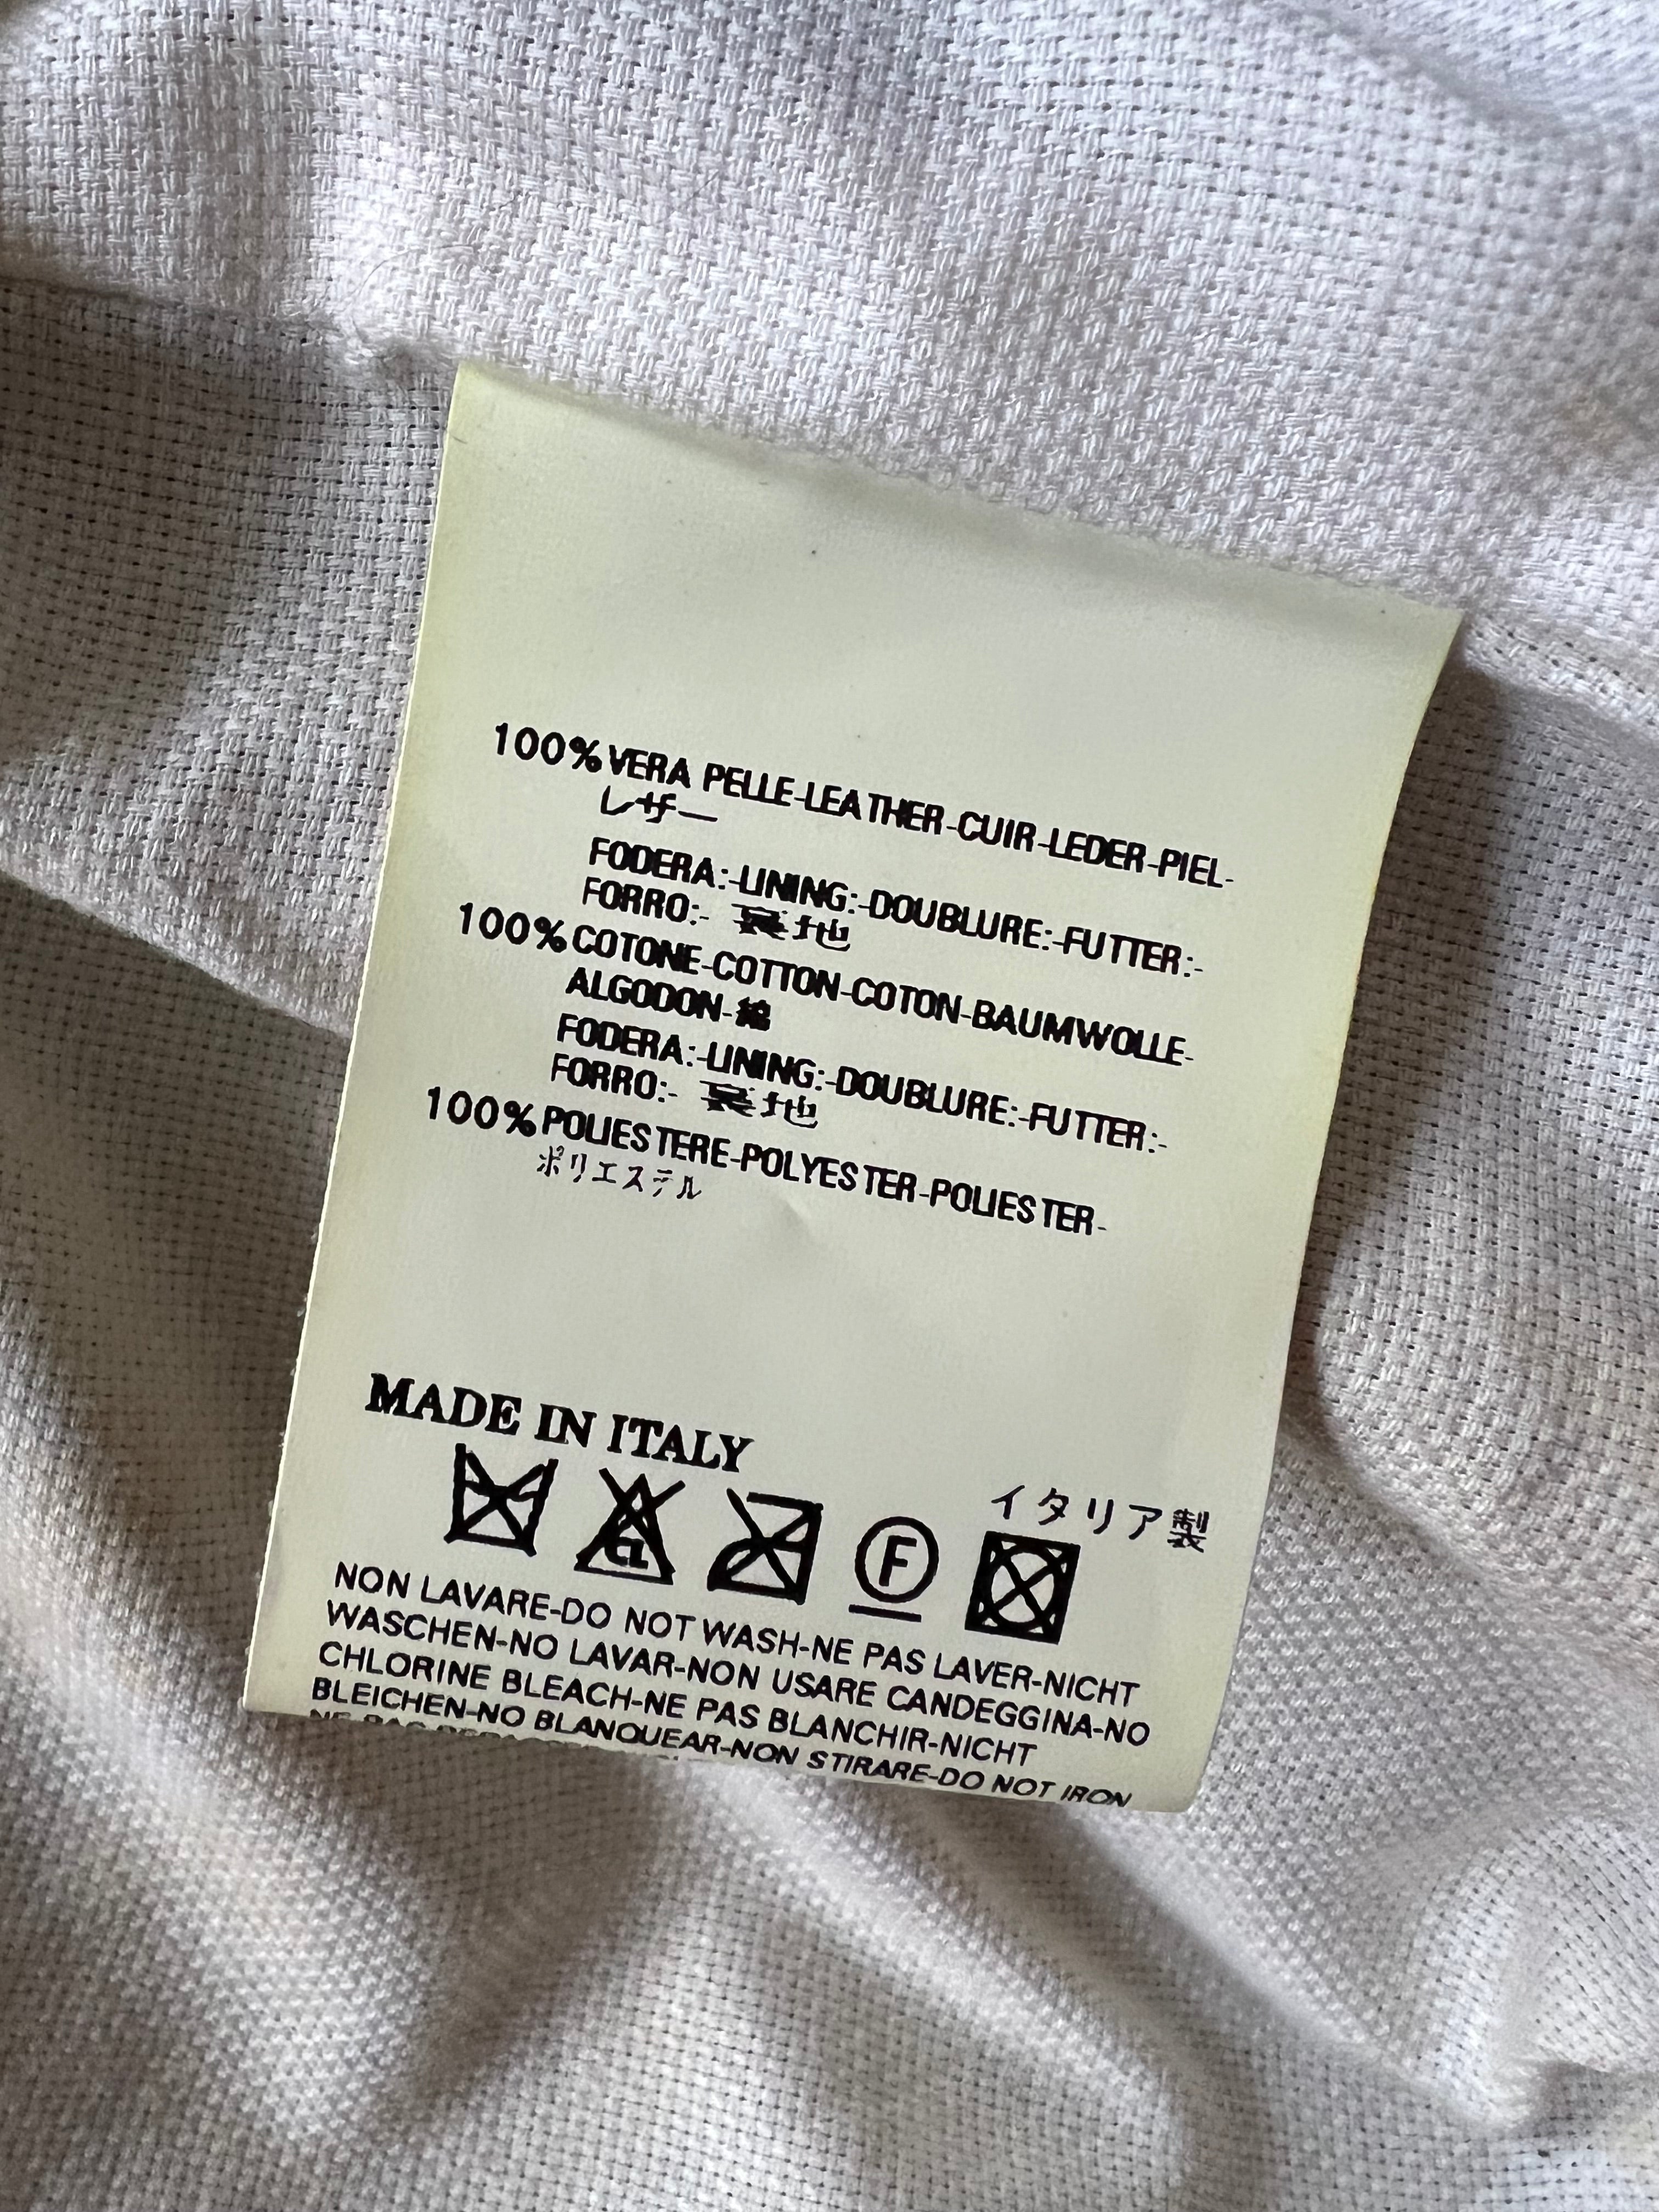 100% VERA PELLE-LEATHER-CUIR-LEDER-PIEL-
レザー
FODERA:-LINING:-DOUBLURE:-FUTTER:-
FORRO:- 裏地
100% COTONE-COTTON-COTON-BAUMWOLLE-
ALGODON-綿
FODERA:-LINING:-DOUBLURE:-FUTTER:-
FORRO:- 裏地
100% POLIESTERE-POLYESTER-POLIESTER-
ポリエステル
MADE IN ITALY
イタリア製
CL
F
NON LAVARE-DO NOT WASH-NE PAS LAVER-NICHT
WASCHEN-NO LAVAR-NON USARE CANDEGGINA-NO
CHLORINE BLEACH-NE PAS BLANCHIR-NICHT
BLEICHEN-NO BLANQUEAR-NON STIRARE-DO NOT IRON
NE PAS